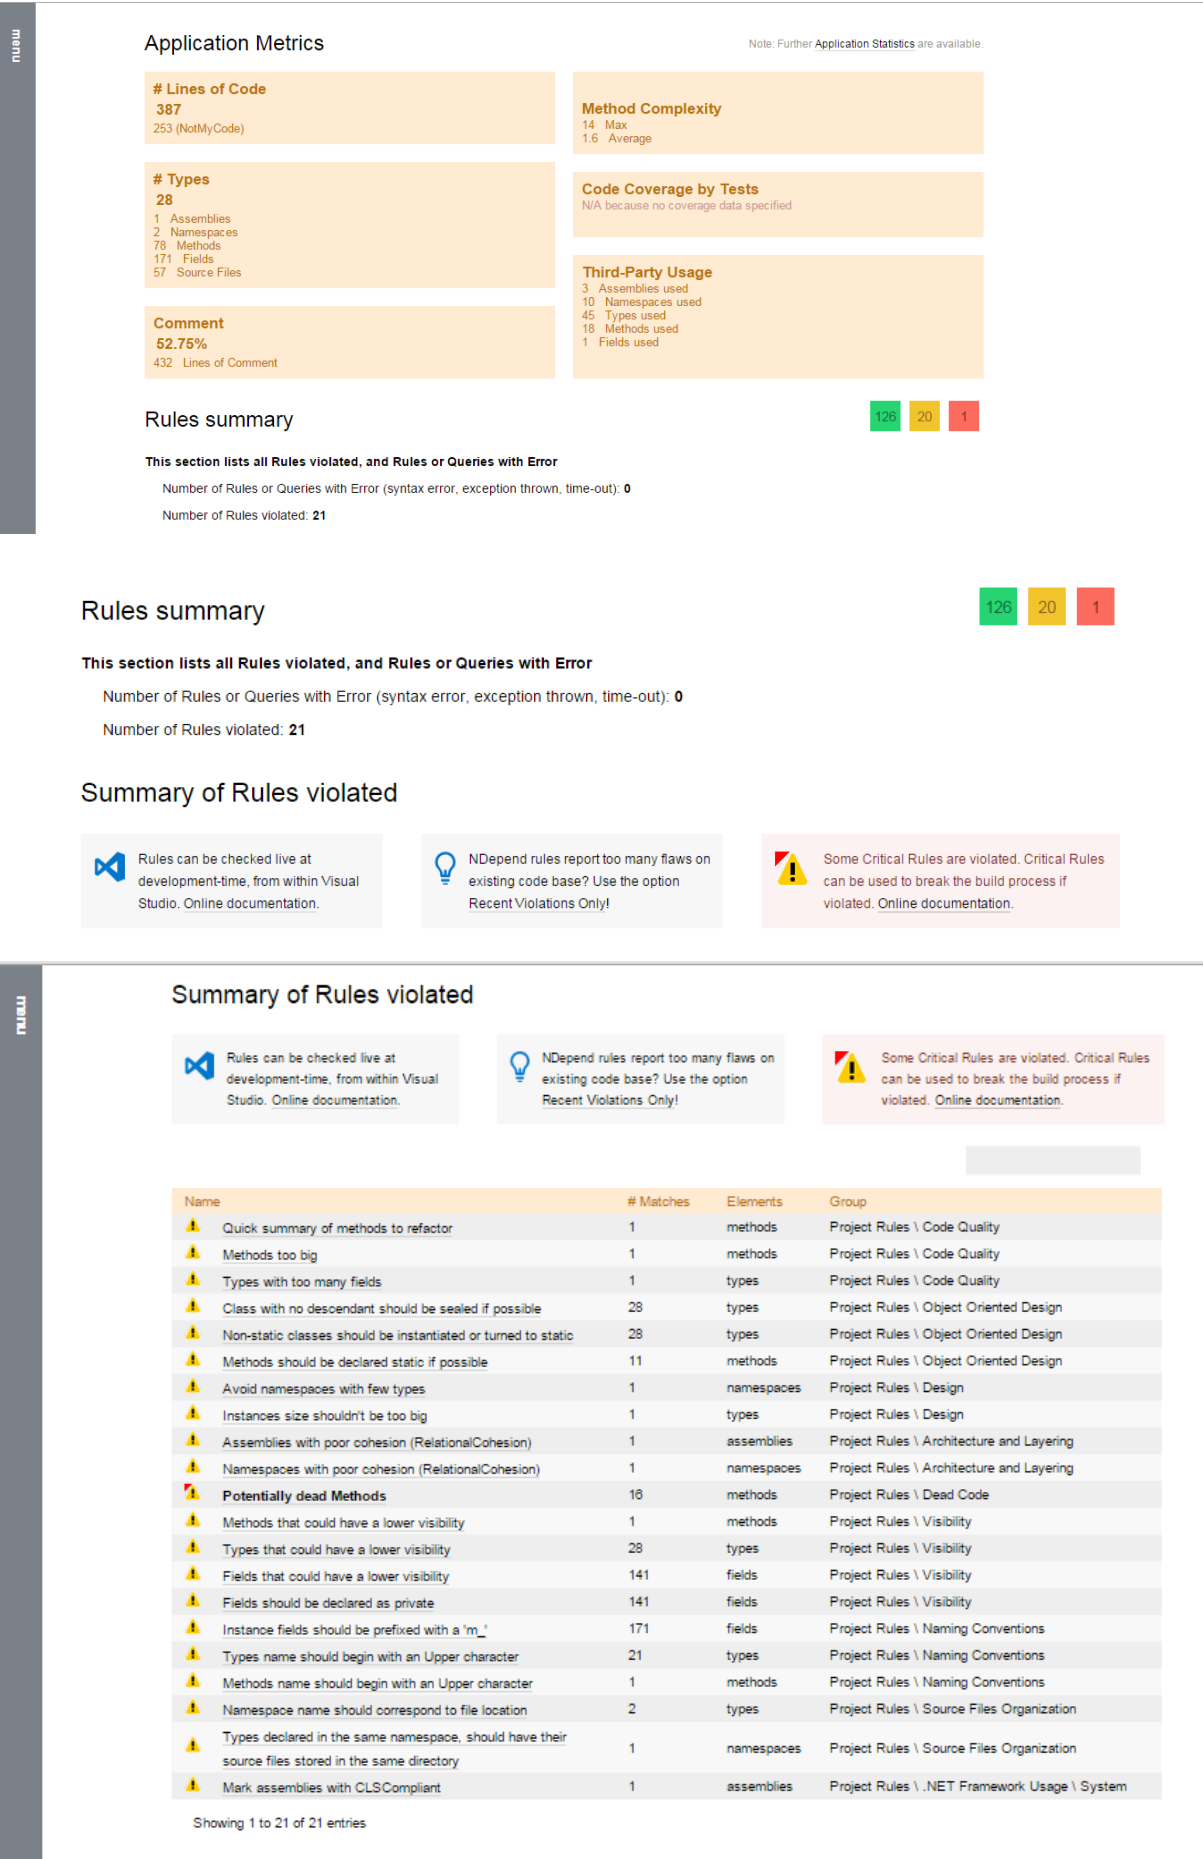 menu
Application Metrics
Note: Further Application Statistics are available.
# Lines of Code
387
253 (NotMyCode)
# Types
28
1 Assemblies
2 Namespaces
78 Methods
171 Fields
57 Source Files
Comment
52.75%
432 Lines of Comment
Method Complexity
14 Max
1.6 Average
Code Coverage by Tests
N/A because no coverage data specified
Third-Party Usage
3 Assemblies used
10 Namespaces used
45 Types used
18 Methods used
1 Fields used
Rules summary
126 20 1
This section lists all Rules violated, and Rules or Queries with Error
Number of Rules or Queries with Error (syntax error, exception thrown, time-out): 0
Number of Rules violated: 21
Rules summary
126 20 1
This section lists all Rules violated, and Rules or Queries with Error
Number of Rules or Queries with Error (syntax error, exception thrown, time-out): 0
Number of Rules violated: 21
Summary of Rules violated
Rules can be checked live at
development-time, from within Visual
Studio. Online documentation.
NDepend rules report too many flaws on
existing code base? Use the option
Recent Violations Only!
Some Critical Rules are violated. Critical Rules
can be used to break the build process if
violated. Online documentation.
menu
Summary of Rules violated
Rules can be checked live at
development-time, from within Visual
Studio. Online documentation.
NDepend rules report too many flaws on
existing code base? Use the option
Recent Violations Only!
Some Critical Rules are violated. Critical Rules
can be used to break the build process if
violated. Online documentation.
Name # Matches Elements Group
Quick summary of methods to refactor 1 methods Project Rules \ Code Quality
Methods too big 1 methods Project Rules \ Code Quality
Types with too many fields 1 types Project Rules \ Code Quality
Class with no descendant should be sealed if possible 28 types Project Rules \ Object Oriented Design
Non-static classes should be instantiated or turned to static 28 types Project Rules \ Object Oriented Design
Methods should be declared static if possible 11 methods Project Rules \ Object Oriented Design
Avoid namespaces with few types 1 namespaces Project Rules \ Design
Instances size shouldn't be too big 1 types Project Rules \ Design
Assemblies with poor cohesion (RelationalCohesion) 1 assemblies Project Rules \ Architecture and Layering
Namespaces with poor cohesion (RelationalCohesion) 1 namespaces Project Rules \ Architecture and Layering
Potentially dead Methods 16 methods Project Rules \ Dead Code
Methods that could have a lower visibility 1 methods Project Rules \ Visibility
Types that could have a lower visibility 28 types Project Rules \ Visibility
Fields that could have a lower visibility 141 fields Project Rules \ Visibility
Fields should be declared as private 141 fields Project Rules \ Visibility
Instance fields should be prefixed with a 'm_' 171 fields Project Rules \ Naming Conventions
Types name should begin with an Upper character 21 types Project Rules \ Naming Conventions
Methods name should begin with an Upper character 1 methods Project Rules \ Naming Conventions
Namespace name should correspond to file location 2 types Project Rules \ Source Files Organization
Types declared in the same namespace, should have their
source files stored in the same directory 1 namespaces Project Rules \ Source Files Organization
Mark assemblies with CLSCompliant 1 assemblies Project Rules \ .NET Framework Usage \ System
Showing 1 to 21 of 21 entries